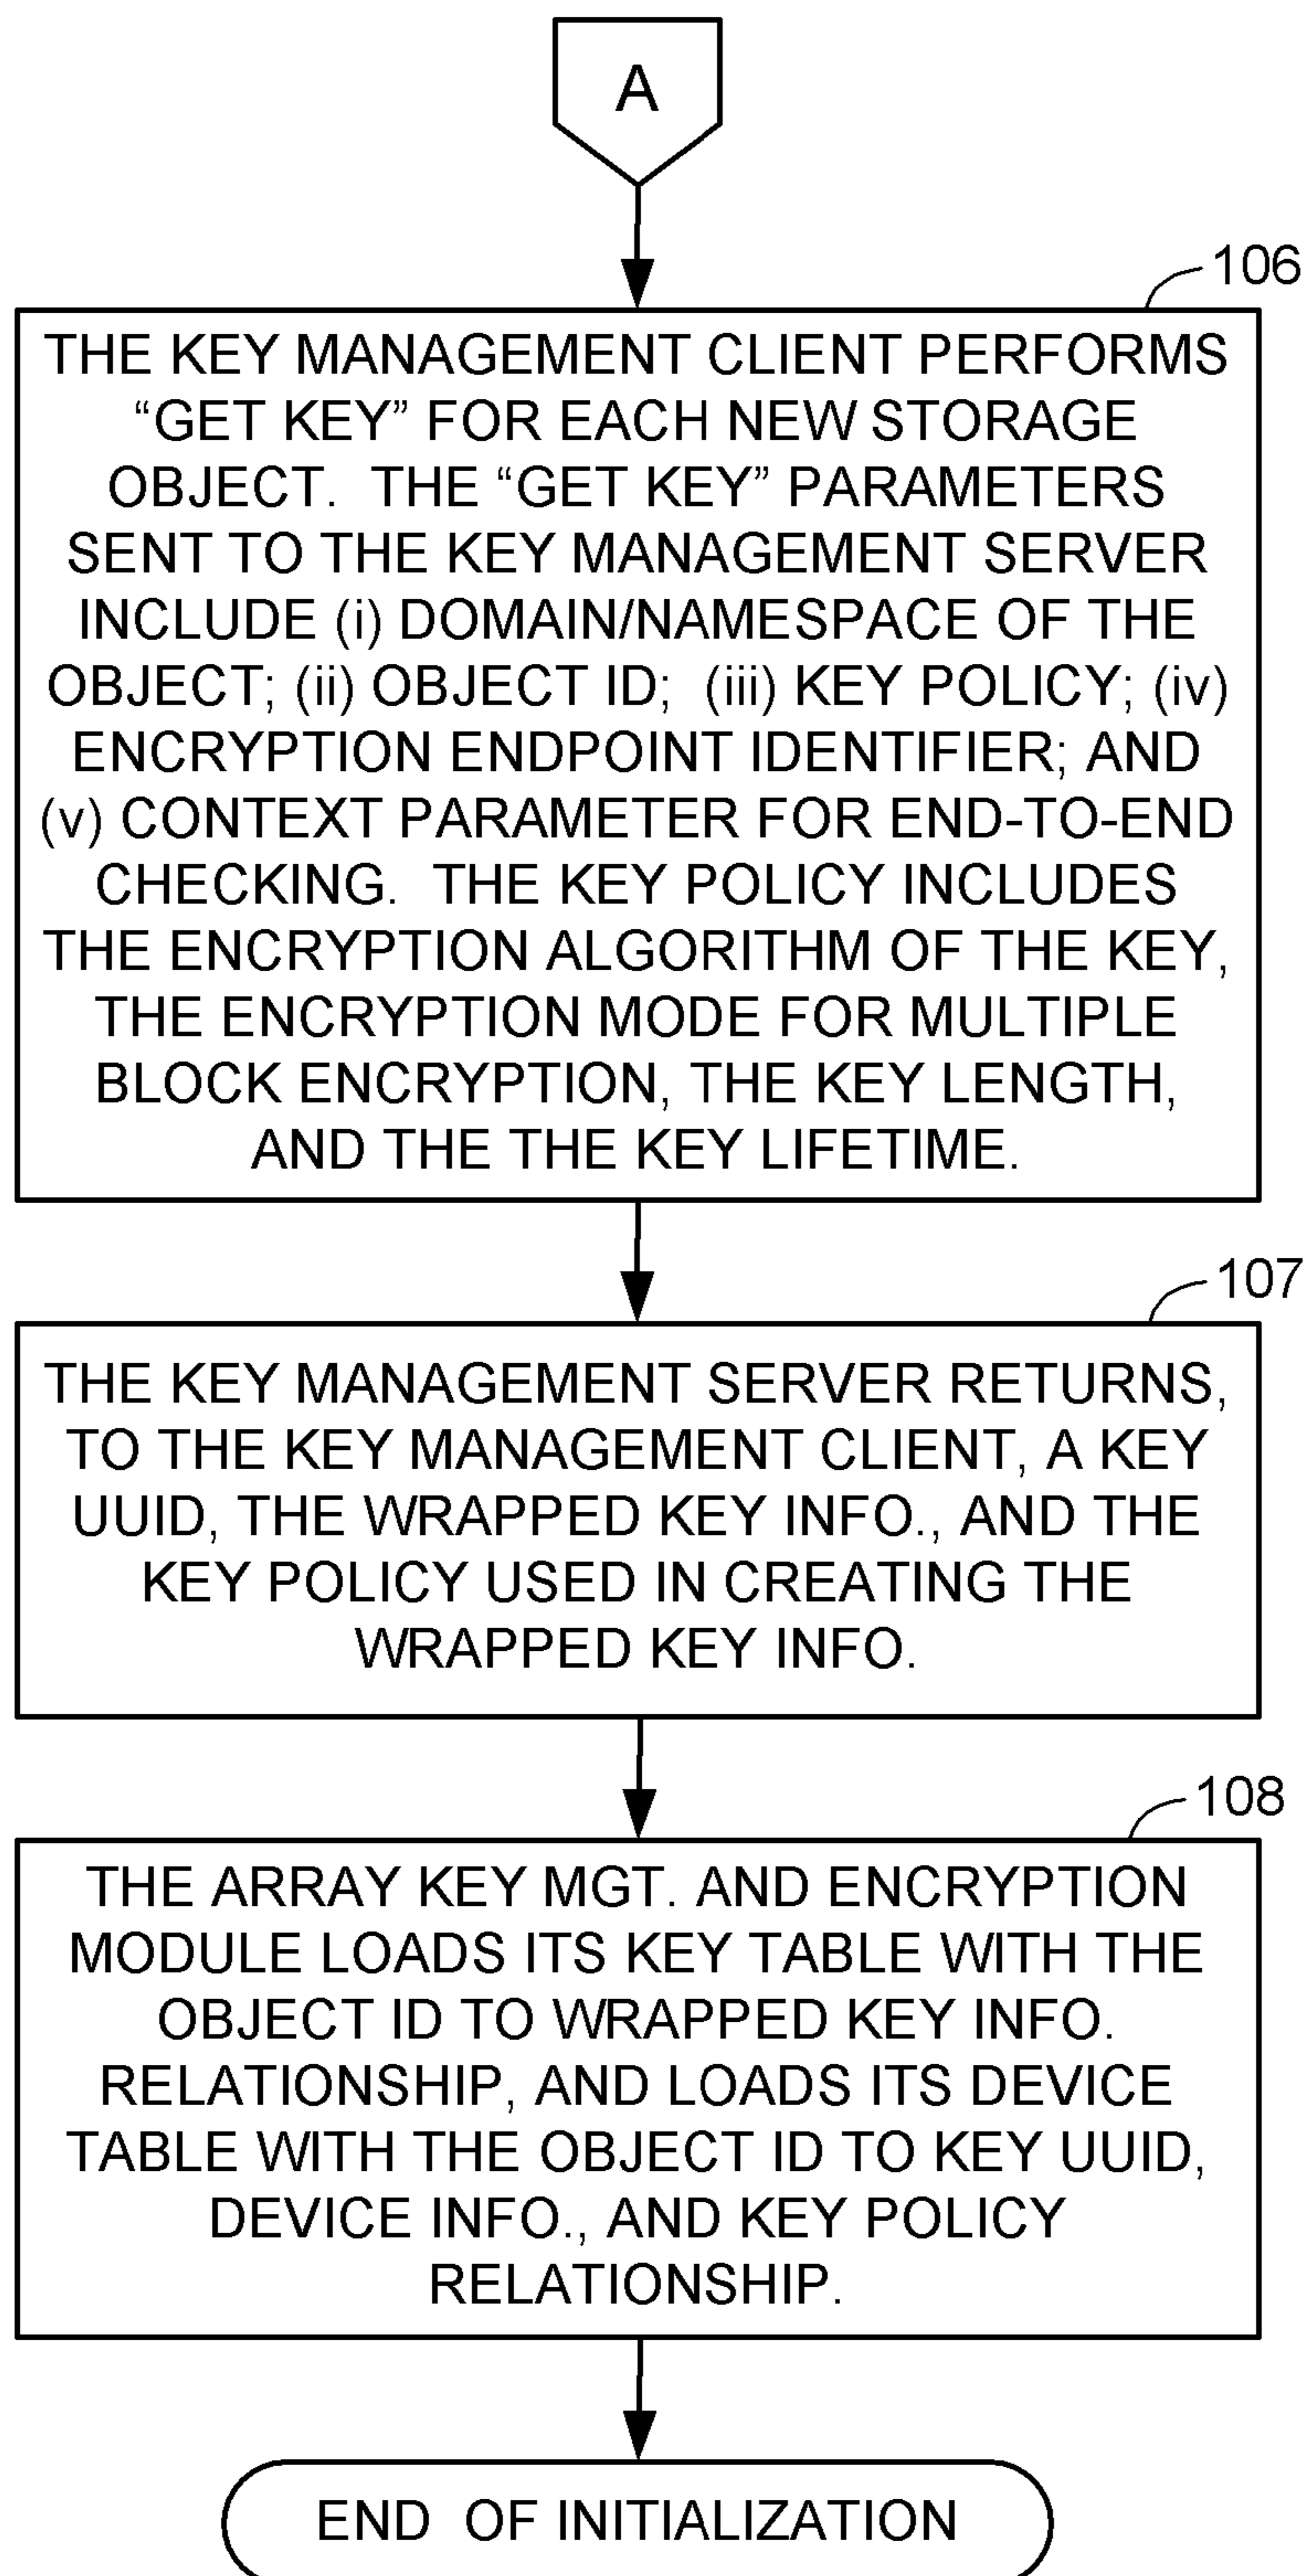 A
106
THE KEY MANAGEMENT CLIENT PERFORMS
“GET KEY” FOR EACH NEW STORAGE
OBJECT.  THE “GET KEY” PARAMETERS
SENT TO THE KEY MANAGEMENT SERVER
INCLUDE (i) DOMAIN/NAMESPACE OF THE
OBJECT; (ii) OBJECT ID;  (iii) KEY POLICY; (iv)
ENCRYPTION ENDPOINT IDENTIFIER; AND
(v) CONTEXT PARAMETER FOR END-TO-END
CHECKING.  THE KEY POLICY INCLUDES
THE ENCRYPTION ALGORITHM OF THE KEY,
THE ENCRYPTION MODE FOR MULTIPLE
BLOCK ENCRYPTION, THE KEY LENGTH,
AND THE THE KEY LIFETIME.
107
THE KEY MANAGEMENT SERVER RETURNS,
TO THE KEY MANAGEMENT CLIENT, A KEY
UUID, THE WRAPPED KEY INFO., AND THE
KEY POLICY USED IN CREATING THE
WRAPPED KEY INFO.
108
THE ARRAY KEY MGT. AND ENCRYPTION
MODULE LOADS ITS KEY TABLE WITH THE
OBJECT ID TO WRAPPED KEY INFO.
RELATIONSHIP, AND LOADS ITS DEVICE
TABLE WITH THE OBJECT ID TO KEY UUID,
DEVICE INFO., AND KEY POLICY
RELATIONSHIP.
END  OF INITIALIZATION